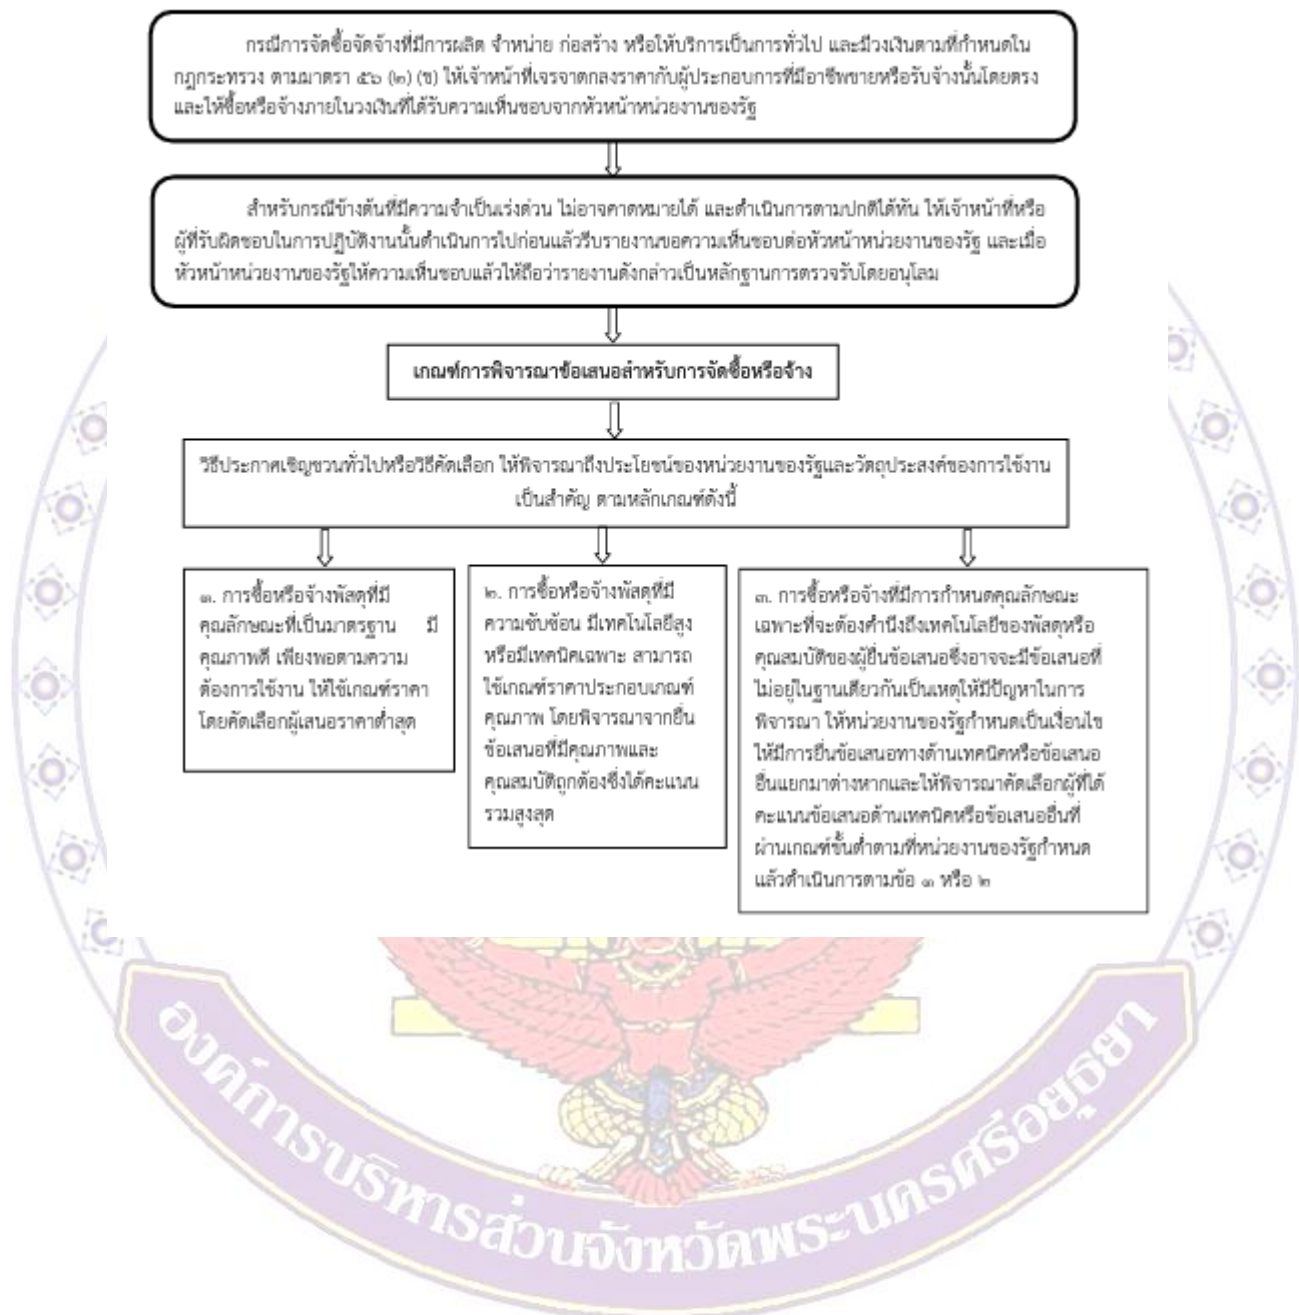 กรณีการจัดซื้อจัดจ้างที่มีการผลิต จำหน่าย ก่อสร้าง หรือให้บริการเป็นการทั่วไป และมีวงเงินตามที่กำหนดใน
กฎกระทรวง ตามมาตรา ๕๖ (๒) (ข) ให้เจ้าหน้าที่เจรจาตกลงราคากับผู้ประกอบการที่มีอาชีพขายหรือรับจ้างนั้นโดยตรง
และให้ซื้อหรือจ้างภายในวงเงินที่ได้รับความเห็นชอบจากหัวหน้าหน่วยงานของรัฐ
สำหรับกรณีข้างต้นที่มีความจำเป็นเร่งด่วน ไม่อาจคาดหมายได้ และดำเนินการตามปกติได้ทัน ให้เจ้าหน้าที่หรือ
ผู้ที่รับผิดชอบในการปฏิบัติงานนั้นดำเนินการไปก่อนแล้วรีบรายงานขอความเห็นชอบต่อหัวหน้าหน่วยงานของรัฐ และเมื่อ
หัวหน้าหน่วยงานของรัฐให้ความเห็นชอบแล้วให้ถือว่ารายงานดังกล่าวเป็นหลักฐานการตรวจรับโดยอนุโลม
เกณฑ์การพิจารณาข้อเสนอสำหรับการจัดซื้อหรือจ้าง
วิธีประกาศเชิญชวนทั่วไปหรือวิธีคัดเลือก ให้พิจารณาถึงประโยชน์ของหน่วยงานของรัฐและวัตถุประสงค์ของการใช้งาน
เป็นสำคัญ ตามหลักเกณฑ์ดังนี้
๑. การซื้อหรือจ้างพัสดุที่มี
คุณลักษณะที่เป็นมาตรฐาน มี
คุณภาพดี เพียงพอตามความ
ต้องการใช้งาน ให้ใช้เกณฑ์ราคา
โดยคัดเลือกผู้เสนอราคาต่ำสุด
๒. การซื้อหรือจ้างพัสดุที่มี
ความซับซ้อน มีเทคโนโลยีสูง
หรือมีเทคนิคเฉพาะ สามารถ
ใช้เกณฑ์ราคาประกอบเกณฑ์
คุณภาพ โดยพิจารณาจากยื่น
ข้อเสนอที่มีคุณภาพและ
คุณสมบัติถูกต้องซึ่งได้คะแนน
รวมสูงสุด
๓. การซื้อหรือจ้างที่มีการกำหนดคุณลักษณะ
เฉพาะที่จะต้องคำนึงถึงเทคโนโลยีของพัสดุหรือ
คุณสมบัติของผู้ยื่นข้อเสนอซึ่งอาจจะมีข้อเสนอที่
ไม่อยู่ในฐานเดียวกันเป็นเหตุให้มีปัญหาในการ
พิจารณา ให้หน่วยงานของรัฐกำหนดเป็นเงื่อนไข
ให้มีการยื่นข้อเสนอทางด้านเทคนิคหรือข้อเสนอ
อื่นแยกมาต่างหากและให้พิจารณาคัดเลือกผู้ที่ได้
คะแนนข้อเสนอด้านเทคนิคหรือข้อเสนออื่นที่
ผ่านเกณฑ์ขั้นต่ำตามที่หน่วยงานของรัฐกำหนด
แล้วดำเนินการตามข้อ ๑ หรือ ๒
องค์การบริหารส่วนจังหวัดพระนครศรีอยุธยา